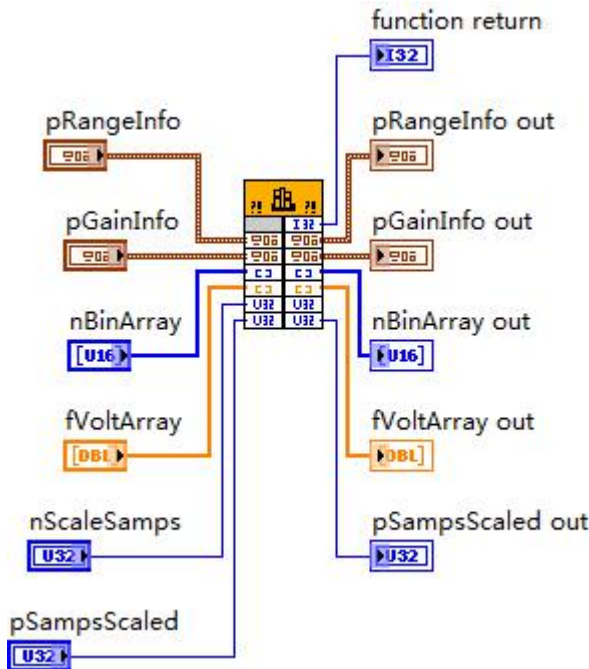 function return
I32
pRangeInfo
pRangeInfo out
?!
?!
I32
pGainInfo
pGainInfo out
nBinArray
U32
U32
U32
U32
nBinArray out
[U16]
[U16]
fVoltArray
fVoltArray out
[DBL]
[DBL]
nScaleSamps
pSampsScaled out
U32
U32
pSampsScaled
U32